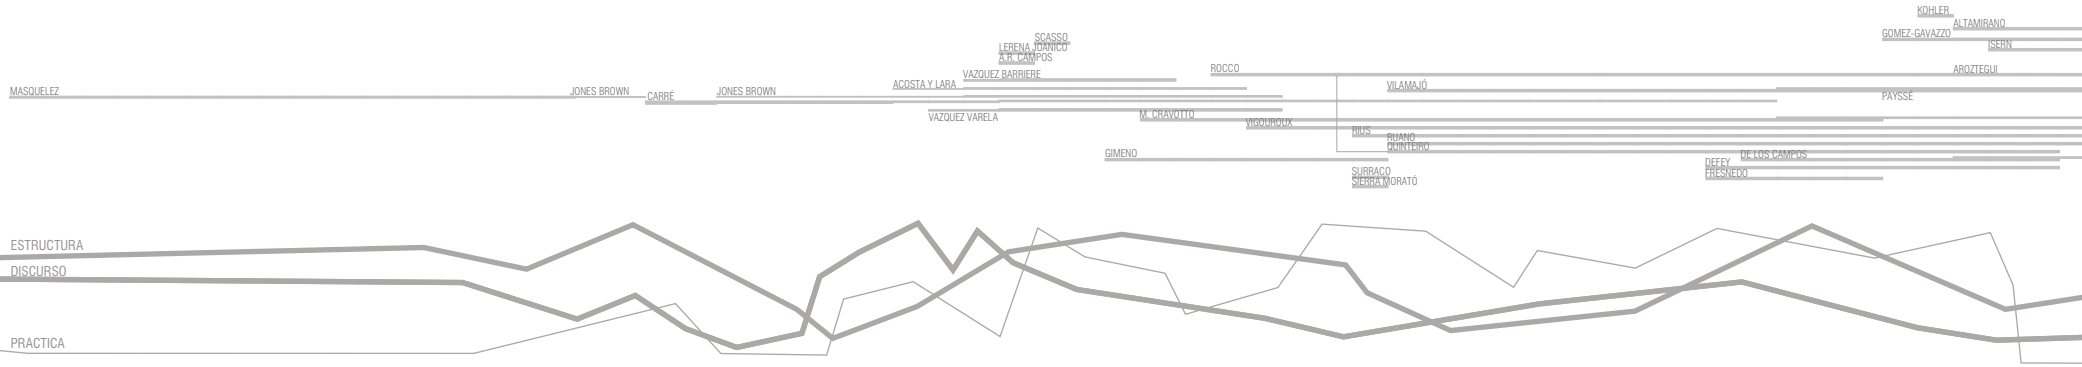 KOHLER
ALTAMIRANO
GOMEZ-GAVAZZO
ISERN
SCASSO
LERENA JOANICO
A.R. CAMPOS
VAZQUEZ BARRIERE
ROCCO
AROZTEGUI
ACOSTA Y LARA
VILAMAJÓ
MASQUELEZ
JONES BROWN
CARRÉ
JONES BROWN
PAYSSÉ
VAZQUEZ VARELA
M. CRAVOTTO
VIGOUROUX
RIUS
RUANO
QUINTEIRO
GIMENO
DE LOS CAMPOS
DEFEY
FRESNEDO
SURRACO
SIERRA MORATÓ
ESTRUCTURA
DISCURSO
PRACTICA